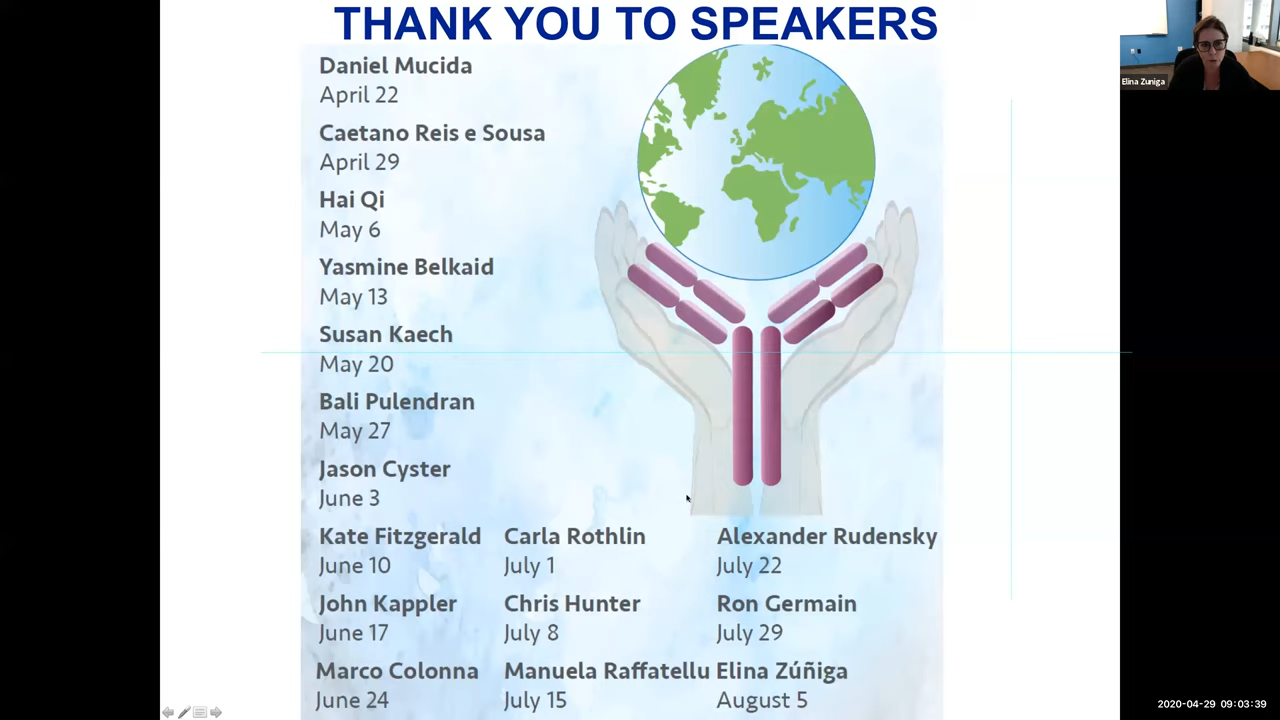 THANK YOU TO SPEAKERS
Daniel Mucida
April 22
Caetano Reis e Sousa
April 29
Hai Qi
May 6
Yasmine Belkaid
May 13
Susan Kaech
May 20
Bali Pulendran
May 27
Jason Cyster
June 3
Kate Fitzgerald
June 10
John Kappler
June 17
Marco Colonna
June 24
Carla Rothlin
July 1
Chris Hunter
July 8
Manuela Raffatellu
July 15
Alexander Rudensky
July 22
Ron Germain
July 29
Elina Zúñiga
August 5
Elina Zuniga
2020-04-29 09:03:39